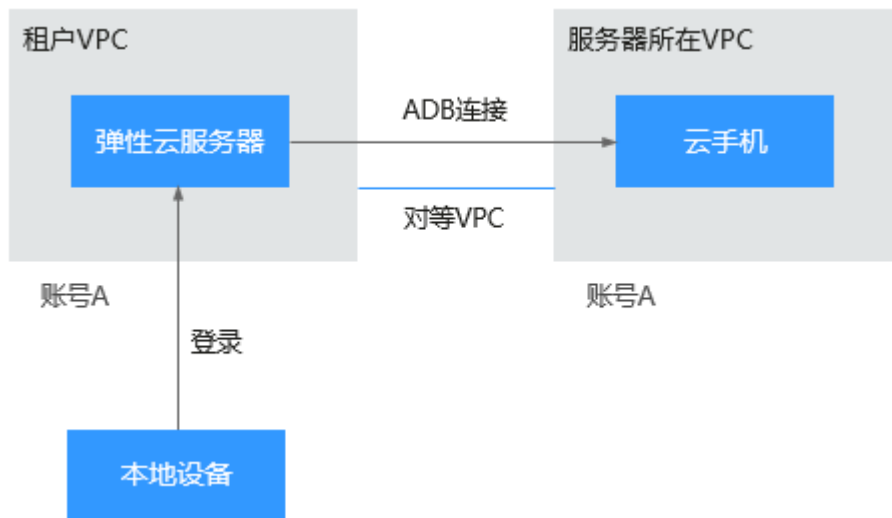 租户VPC
服务器所在VPC
弹性云服务器
ADB连接
云手机
对等VPC
账号A
账号A
登录
本地设备